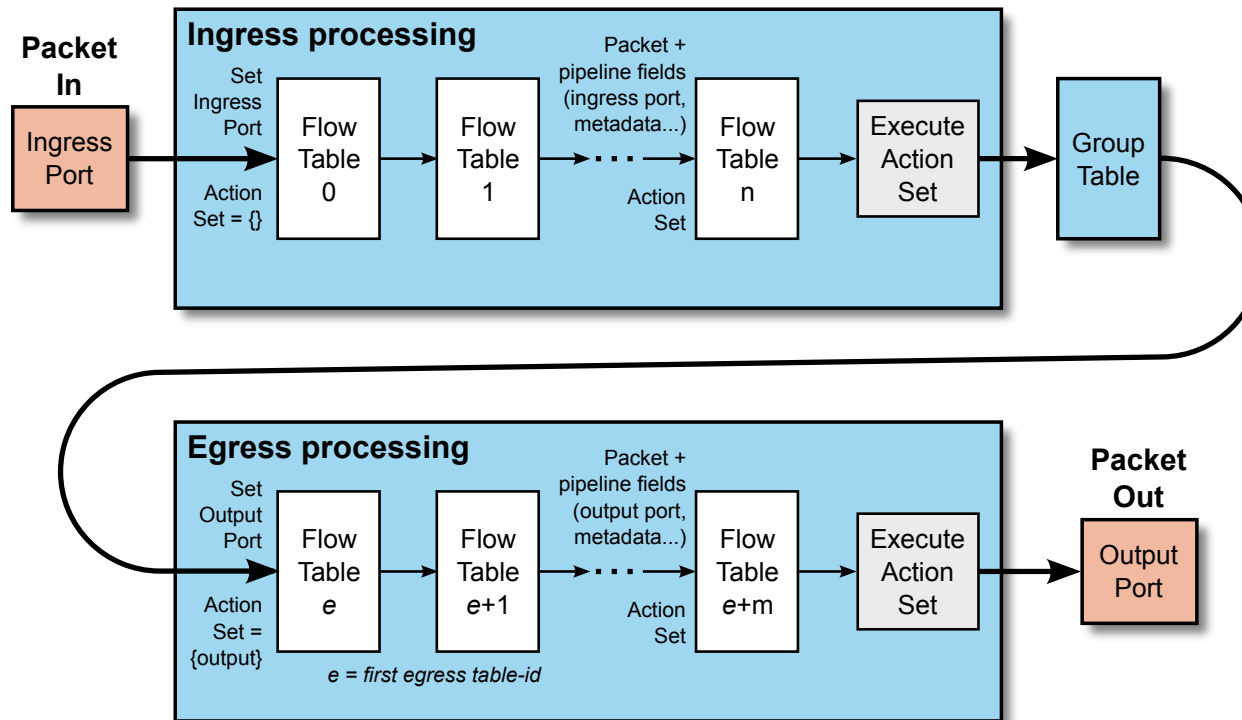 Packet
In
Ingress
Port
Ingress processing
Set
Ingress
Port
Action
Set = {}
Flow
Table
0
Flow
Table
1
Packet +
pipeline fields
(ingress port,
metadata...)
Action
Set
Flow
Table
n
Execute
Action
Set
Group
Table
Egress processing
Set
Output
Port
Action
Set =
{output}
Flow
Table
e
Flow
Table
e+1
e = first egress table-id
Packet +
pipeline fields
(output port,
metadata...)
Action
Set
Flow
Table
e+m
Execute
Action
Set
Packet
Out
Output
Port